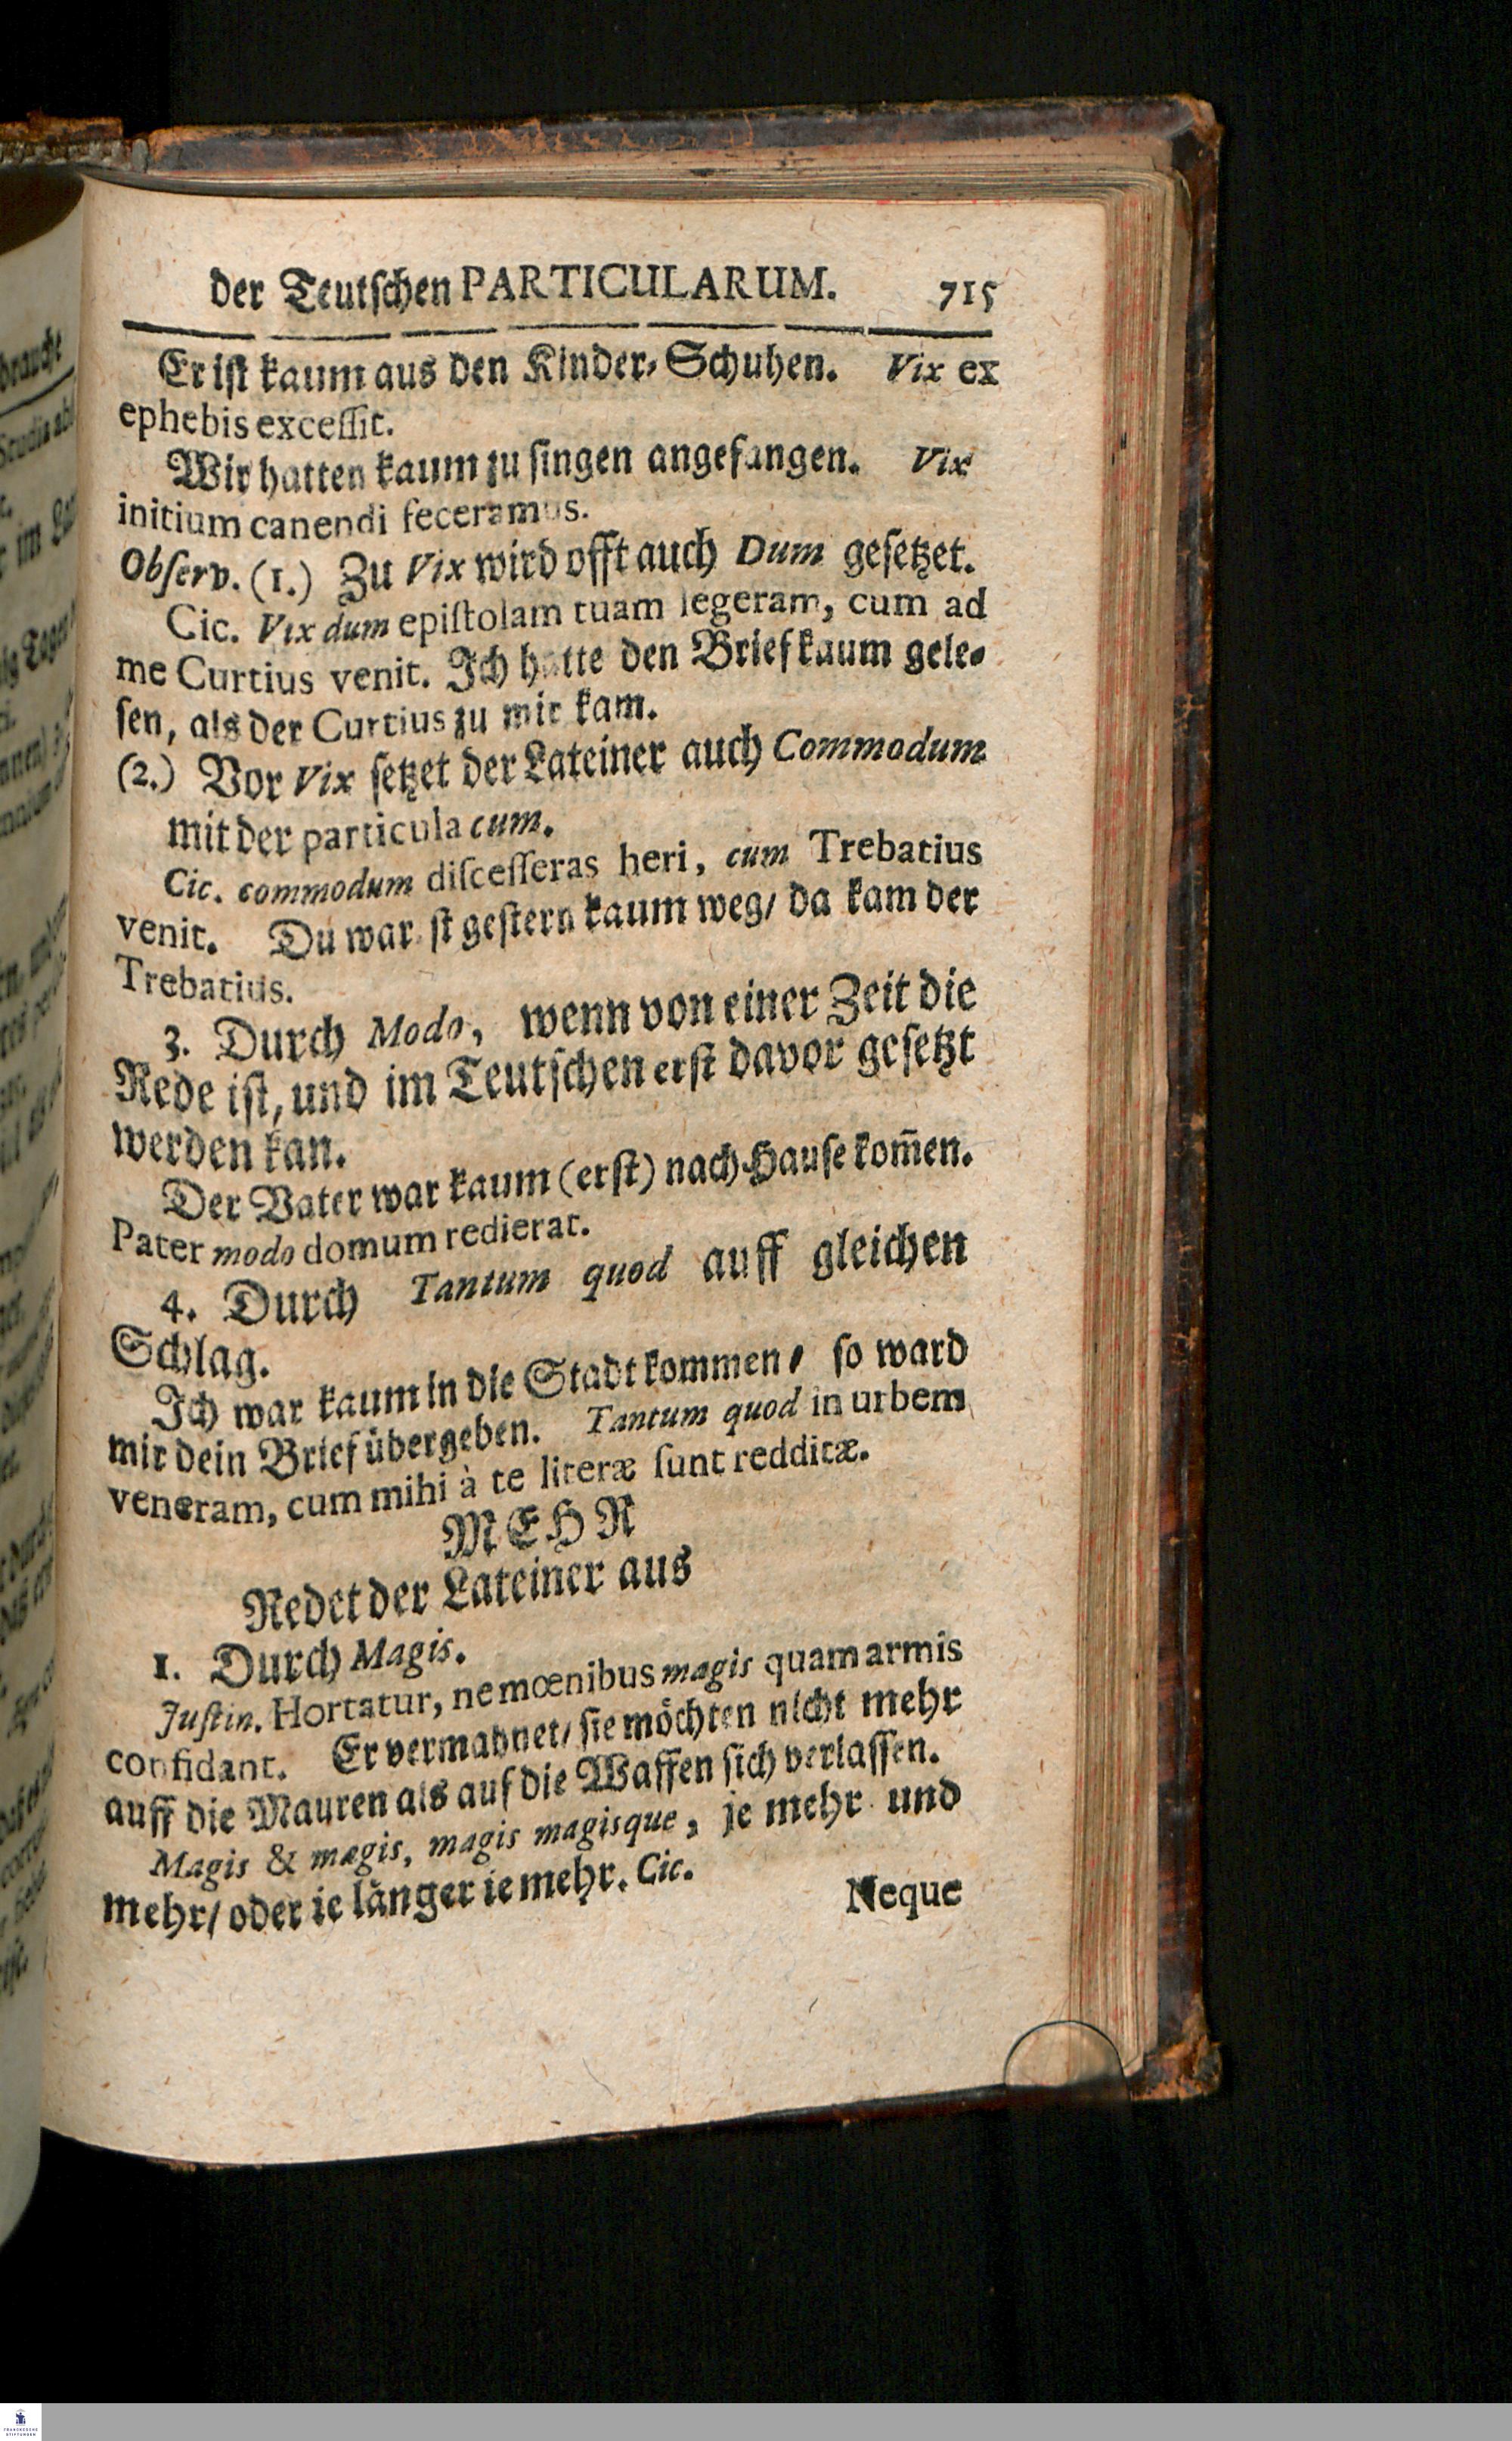 der Teutschen PARTICULARUM. 715
Er ist kaum aus den Kinder-Schuhen. Vix ex
ephebis excessit.
Wir hatten kaum zu singen angefangen. Vix
initium canendi feceramus.
Observ. (1.) Zu Vix wird offt auch Dum gesetzet.
Cic. Vix dum epistolam tuam legeram, cum ad
me Curtius venit. Ich hatte den Brief kaum gele-
sen, als der Curtius zu mir kam.
(2.) Vor Vix setzet der Lateiner auch Commodum
mit der particula cum.
Cic. commodum discesseras heri, cum Trebatius
venit. Du warst gestern kaum weg/ da kam der
Trebatius.
3. Durch Modo, wenn von einer Zeit die
Rede ist, und im Teutschen erst davor gesetzt
werden kan.
Der Vater war kaum (erst) nach Hause kom̃en.
Pater modo domum redierat.
4. Durch Tantum quod auff gleichen
Schlag.
Ich war kaum in die Stadt kommen/ so ward
mir dein Brief übergeben. Tantum quod in urbem
veneram, cum mihi à te literæ sunt redditæ.
MEHR
Redet der Lateiner aus
1. Durch Magis.
Justin. Hortatur, ne mœnibus magis quam armis
confidant. Er vermahnet/ sie möchten nicht mehr
auff die Mauren als auf die Waffen sich verlassen.
Magis & magis, magis magisque, je mehr und
mehr/ oder ie länger ie mehr. Cic.
Neque
FRANCKESCHE
STIFTUNGEN